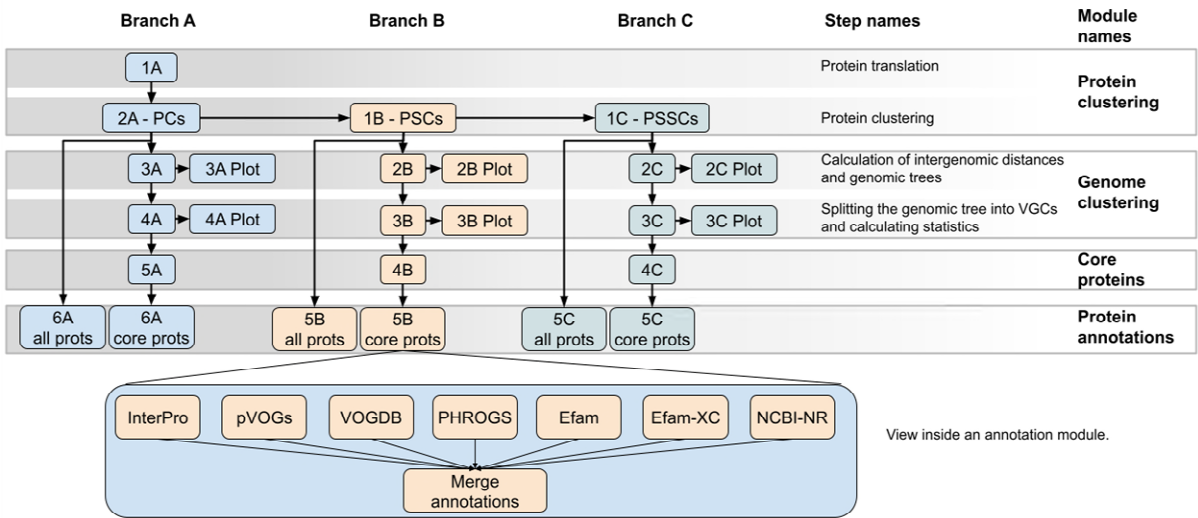 Branch A
Branch B
Branch C
Step names
Module
names
1A
Protein translation
Protein
clustering
2A - PCs
1B - PSCs
1C - PSSCs
Protein clustering
3A
3A Plot
2B
2B Plot
2C
2C Plot
Calculation of intergenomic distances
and genomic trees
Genome
clustering
4A
4A Plot
3B
3B Plot
3C
3C Plot
Splitting the genomic tree into VGCs
and calculating statistics
5A
4B
4C
Core
proteins
6A
all prots
6A
core prots
5B
all prots
5B
core prots
5C
all prots
5C
core prots
Protein
annotations
InterPro
pVOGs
VOGDB
PHROGS
Efam
Efam-XC
NCBI-NR
View inside an annotation module.
Merge
annotations